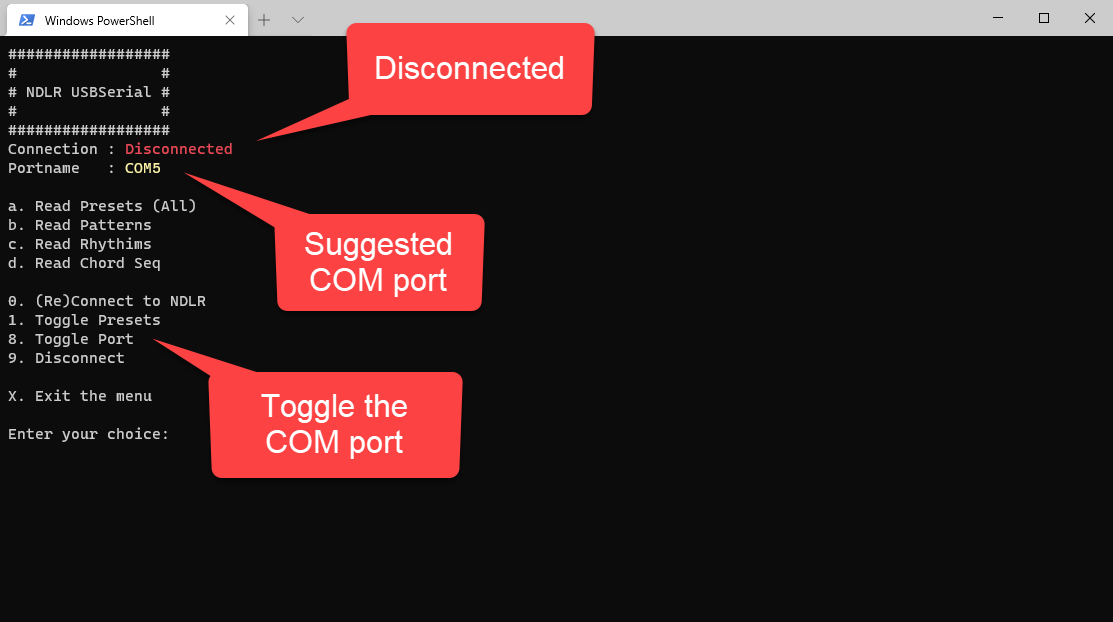 Windows PowerShell
##################
#                #
# NDLR USBSerial #
#                #
##################
Connection : Disconnected
Portname   : COM5
a. Read Presets (All)
b. Read Patterns
c. Read Rhythims
d. Read Chord Seq
0. (Re)Connect to NDLR
1. Toggle Presets
8. Toggle Port
9. Disconnect
X. Exit the menu
Enter your choice:
Disconnected
Suggested
COM port
Toggle the
COM port